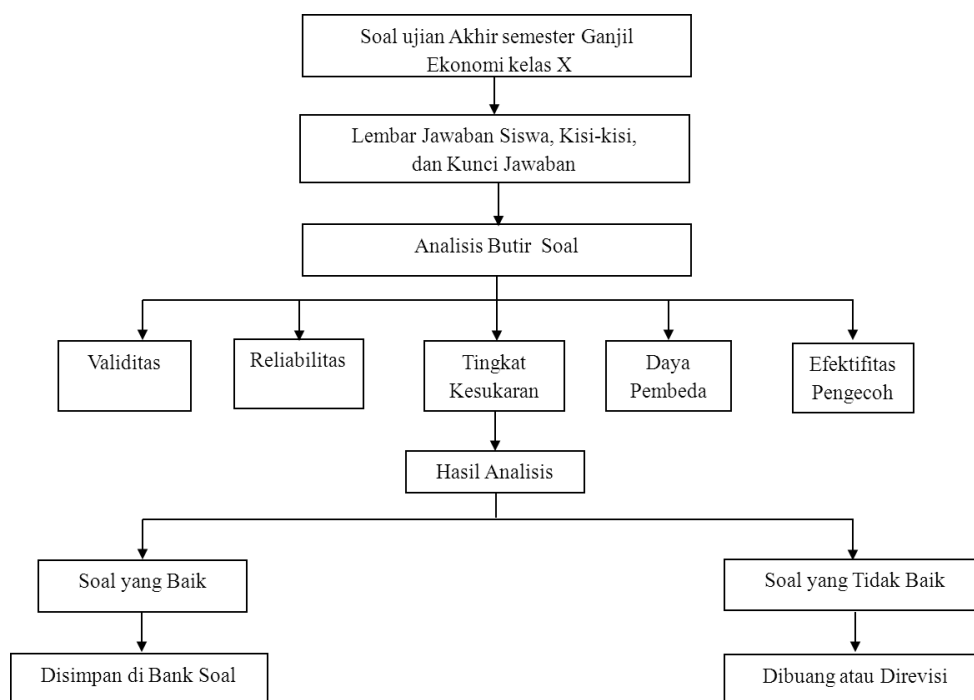 Soal ujian Akhir semester Ganjil
Ekonomi kelas X
Lembar Jawaban Siswa, Kisi-kisi,
dan Kunci Jawaban
Analisis Butir Soal
Validitas
Reliabilitas
Tingkat
Kesukaran
Daya
Pembeda
Efektifitas
Pengecoh
Hasil Analisis
Soal yang Baik
Soal yang Tidak Baik
Disimpan di Bank Soal
Dibuang atau Direvisi